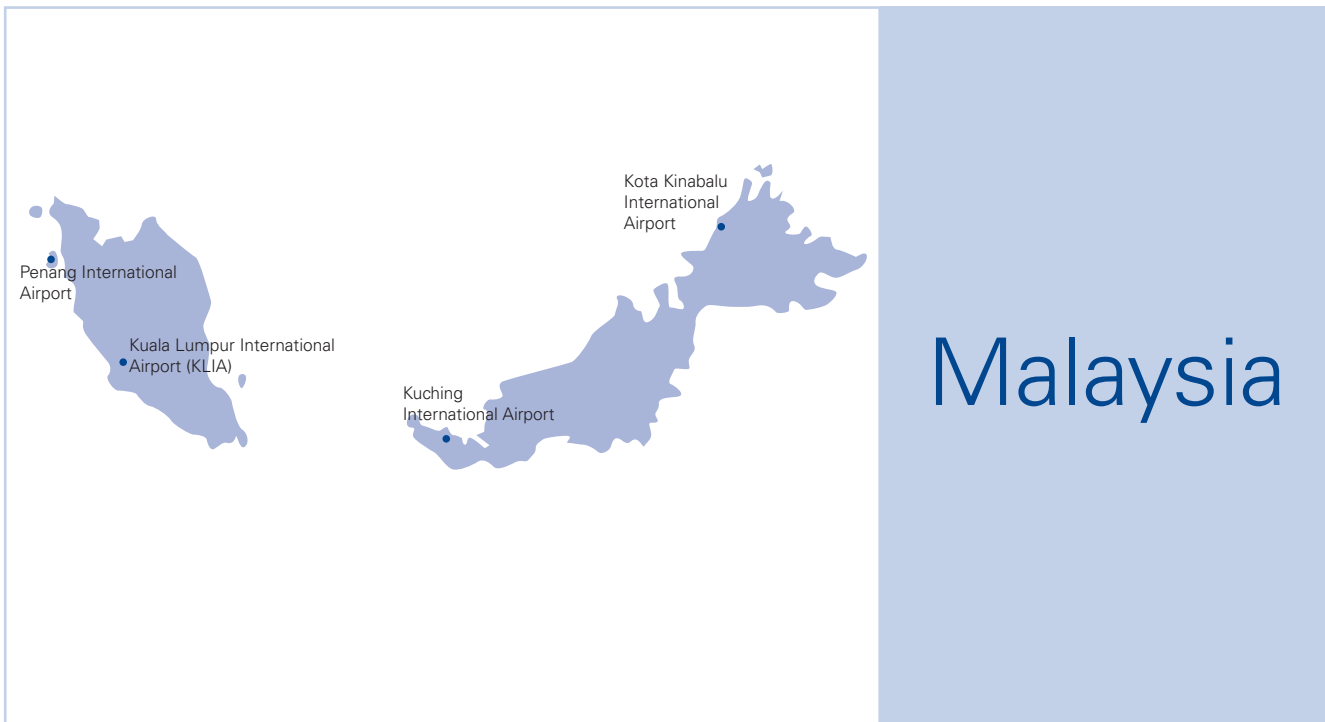 Kota Kinabalu
International
Airport
Penang International
Airport
Kuala Lumpur International
Airport (KLIA)
Kuching
International Airport
Malaysia